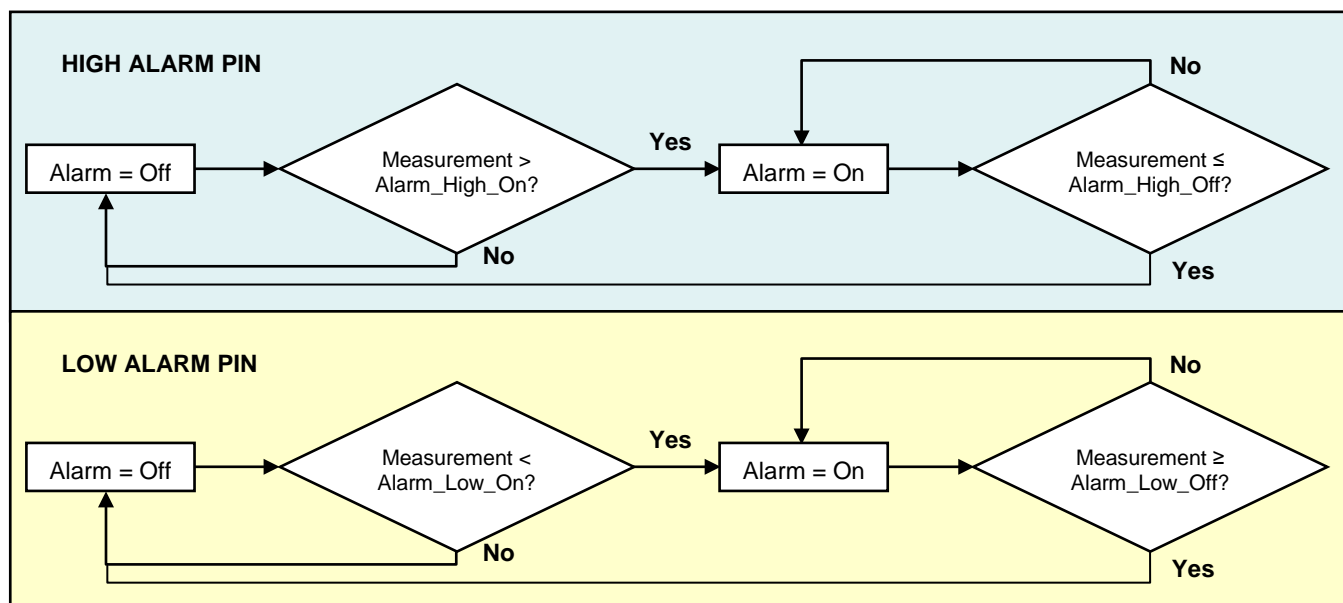 HIGH ALARM PIN
No
Alarm = Off
Measurement >
Alarm_High_On?
Yes
Alarm = On
Measurement ≤
Alarm_High_Off?
No
Yes
LOW ALARM PIN
No
Alarm = Off
Measurement <
Alarm_Low_On?
Yes
Alarm = On
Measurement ≥
Alarm_Low_Off?
No
Yes